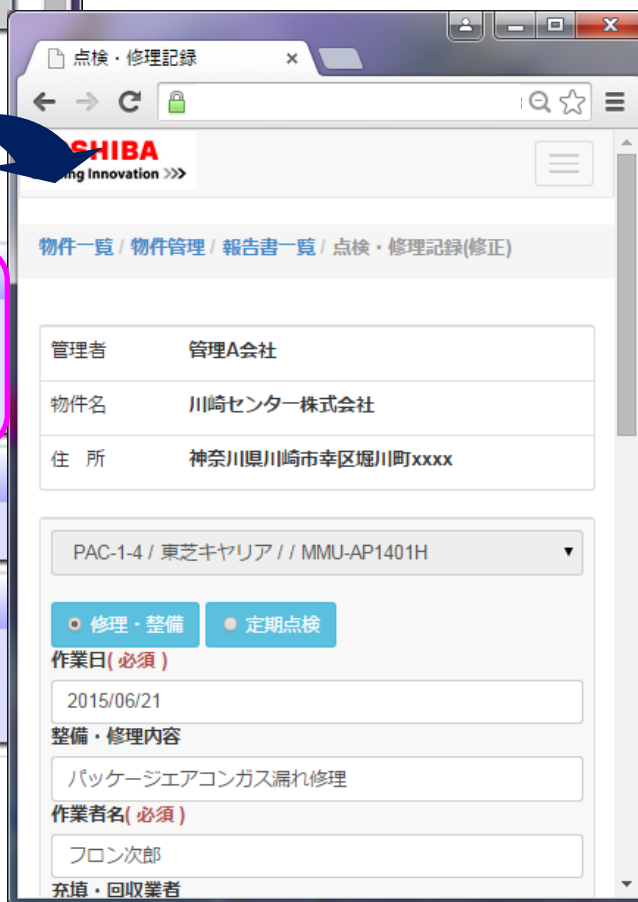 点検・修理記録
SHIBA
ng Innovation >>>
物件一覧 / 物件管理 / 報告書一覧 / 点検・修理記録(修正)
管理者 管理A会社
物件名 川崎センター株式会社
住 所 神奈川県川崎市幸区堀川町xxxx
PAC-1-4 / 東芝キヤリア / / MMU-AP1401H
修理・整備 定期点検
作業日( 必須 )
2015/06/21
整備・修理内容
パッケージエアコンガス漏れ修理
作業者名( 必須 )
フロン次郎
充填・回収業者